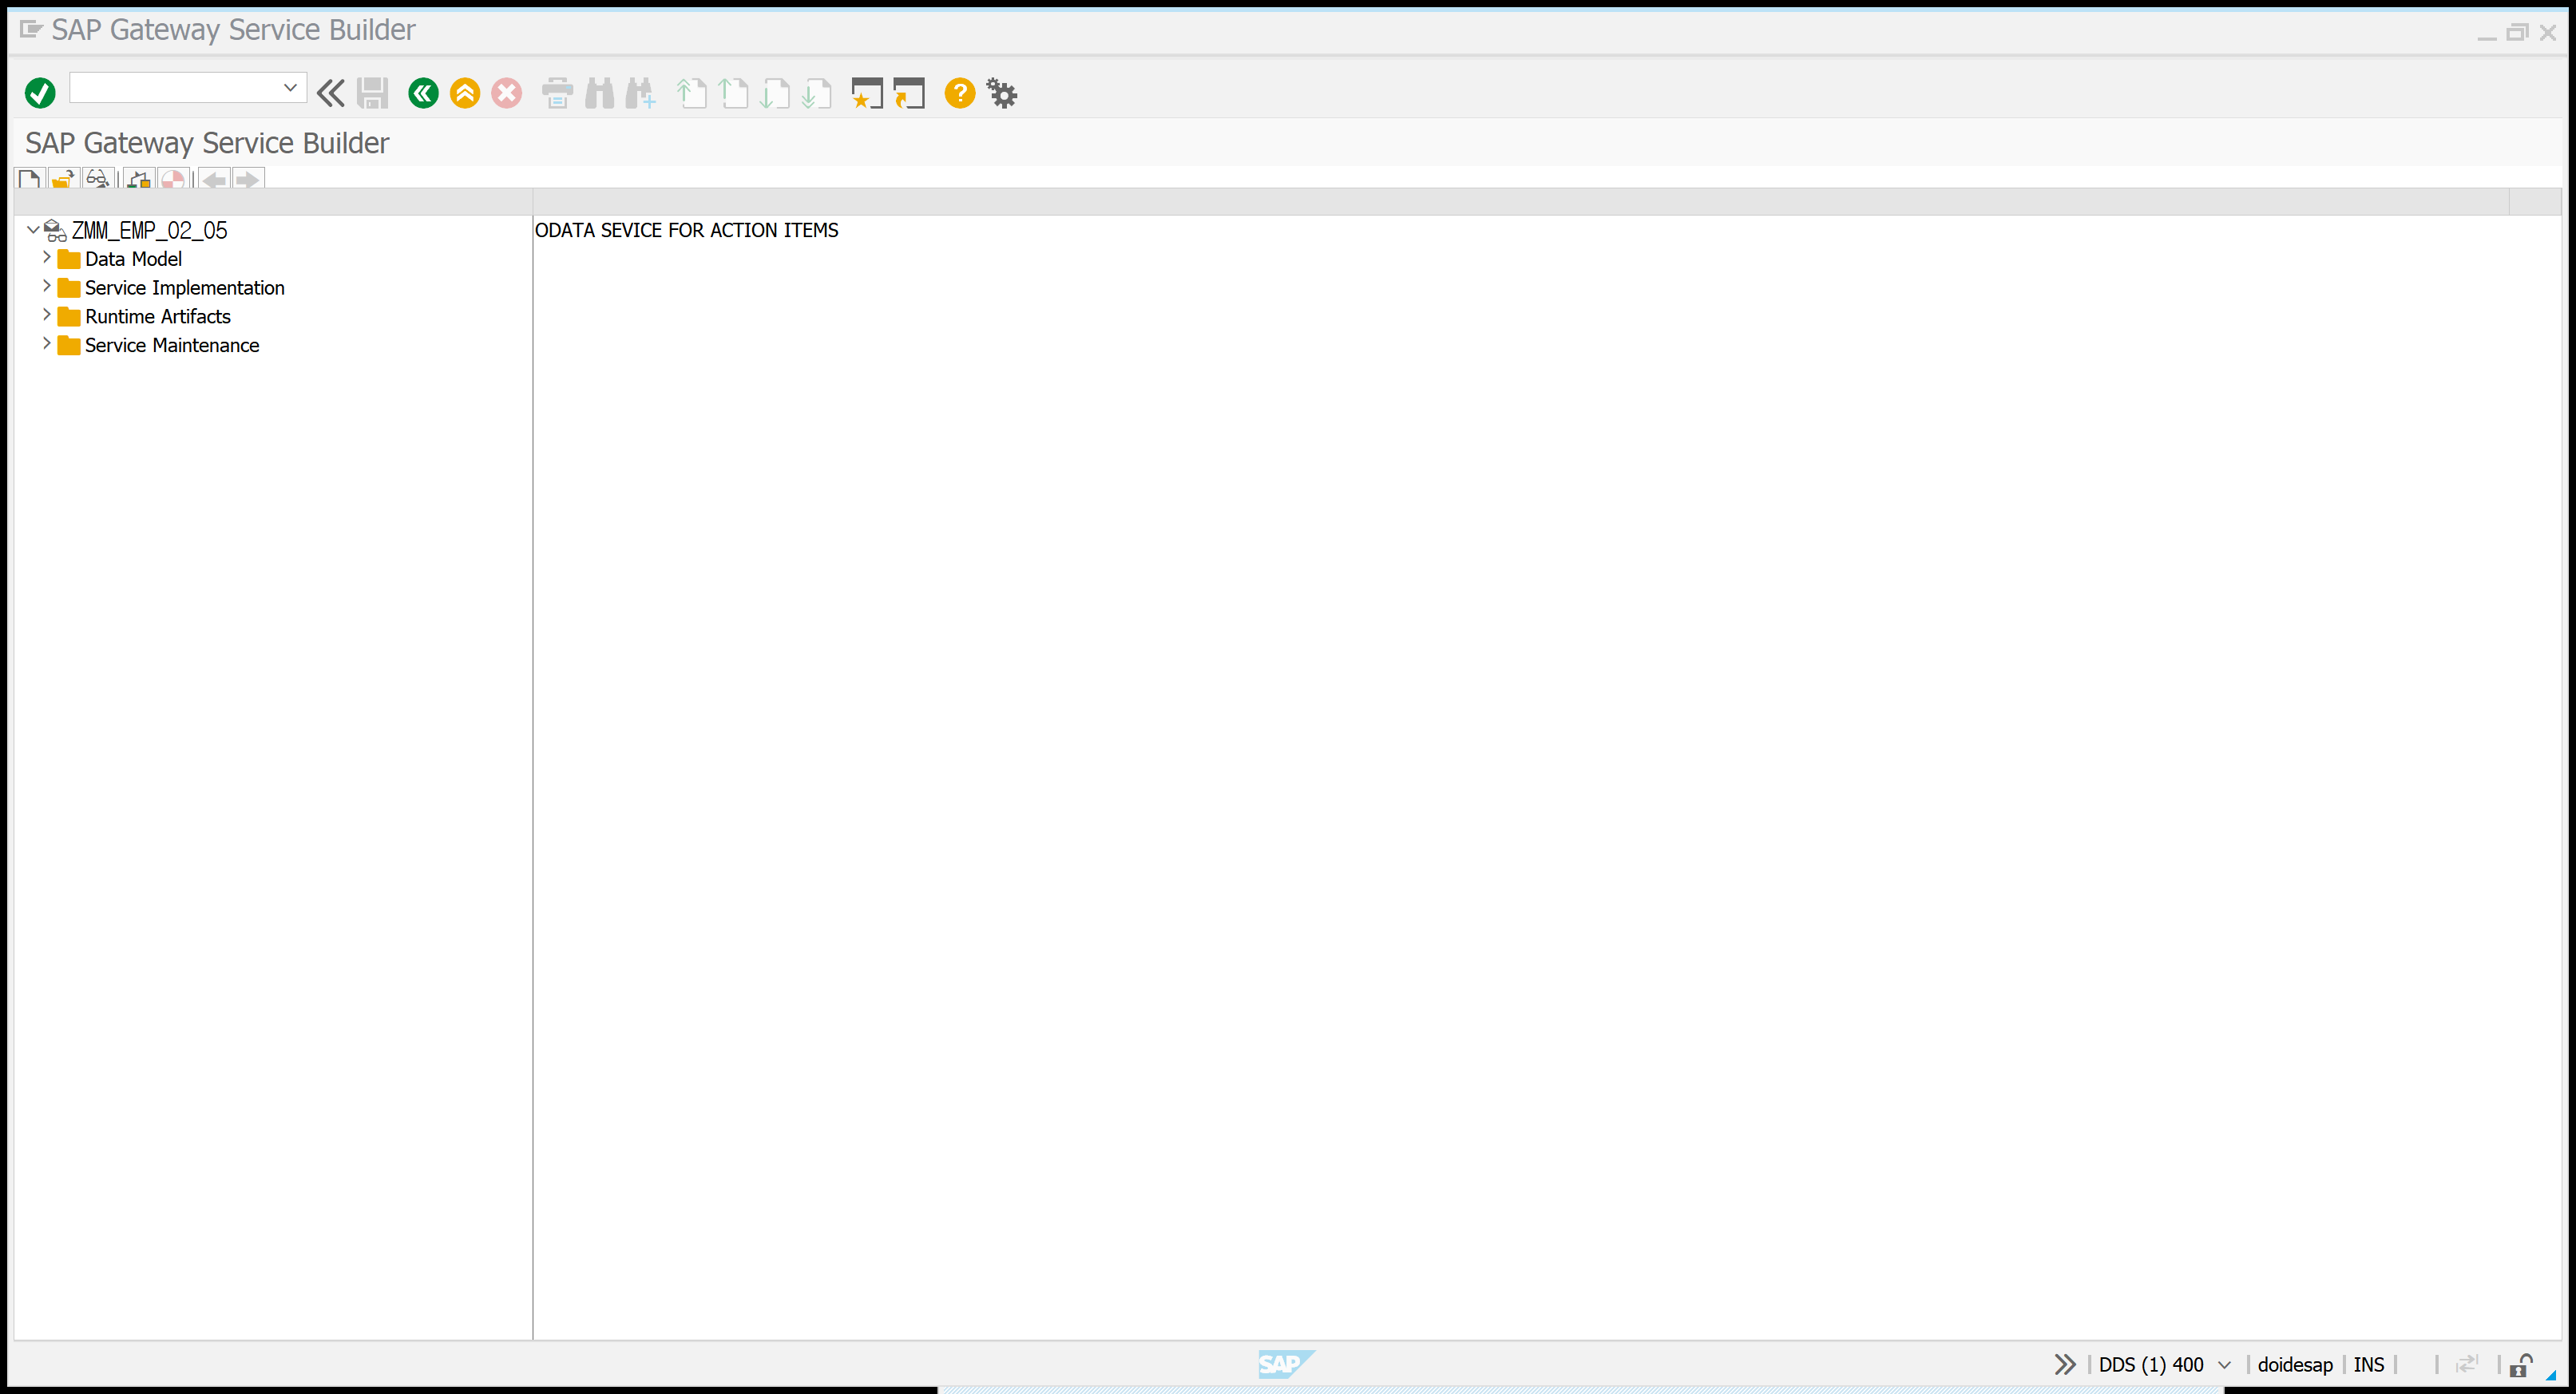 SAP Gateway Service Builder
SAP Gateway Service Builder
ZMM_EMP_02_05 ODATA SEVICE FOR ACTION ITEMS
Data Model
Service Implementation
Runtime Artifacts
Service Maintenance
SAP DDS (1) 400 doidesap INS